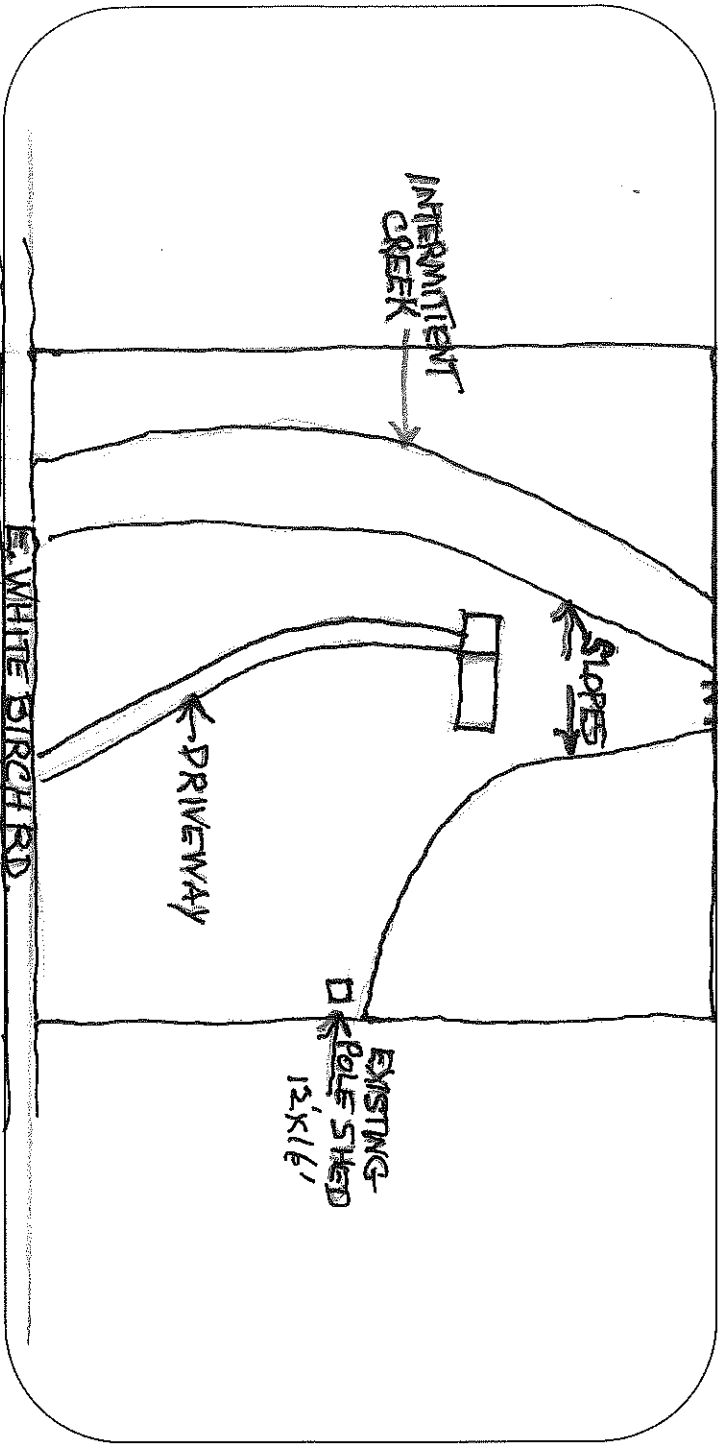 INTERMITTENT
CREEK
SLOPES
DRIVEWAY
EXISTING
POLE SHED
12'X16'
E. WHITE BIRCH RD.